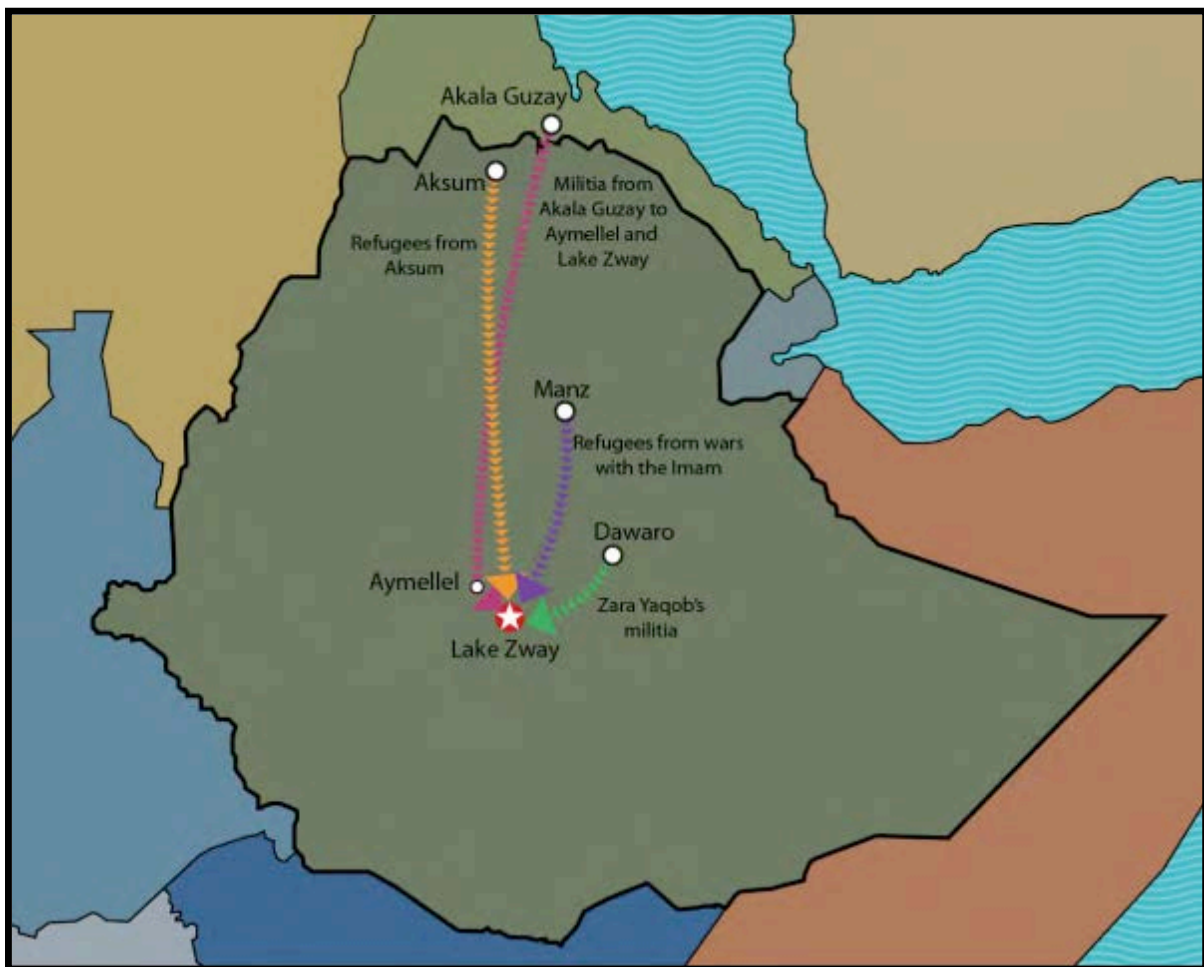 Akala Guzay
Aksum
Militia from
Akala Guzay to
Aymellel and
Lake Zway
Refugees from
Aksum
Manz
Refugees from wars
with the Imam
Dawaro
Aymellel
Zara Yaqob's
militia
Lake Zway